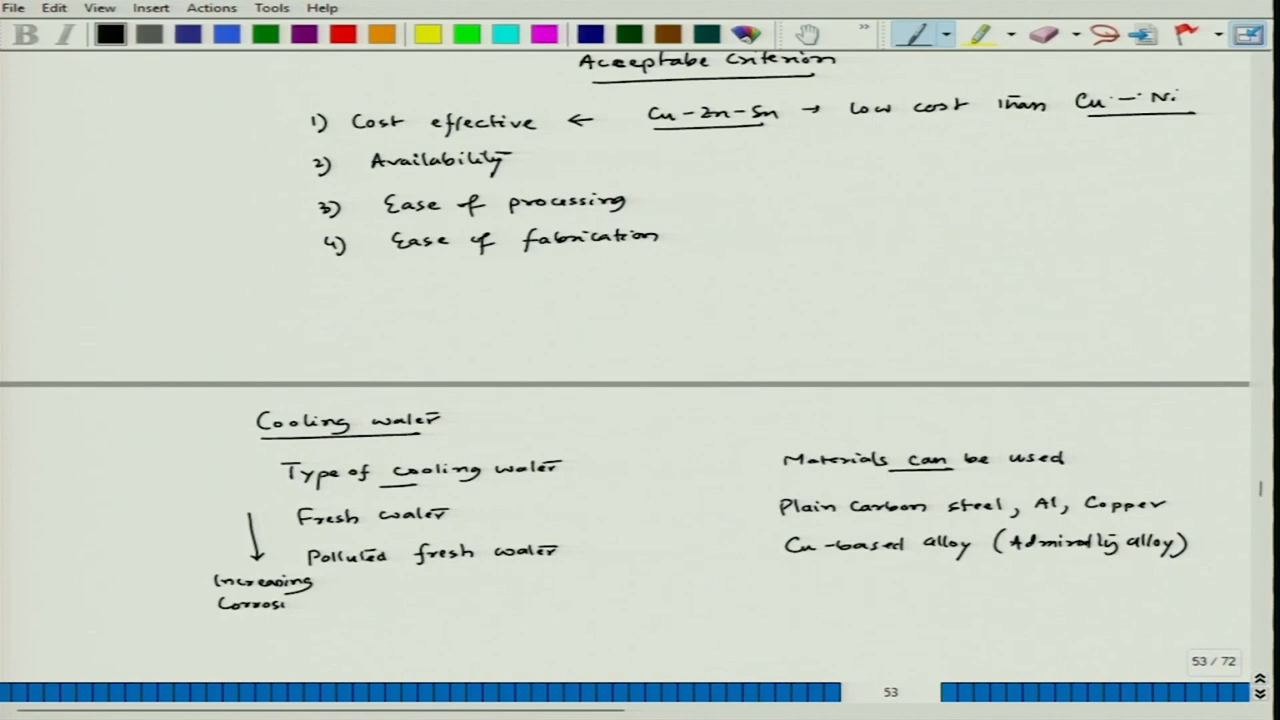 File Edit View Insert Actions Tools Help
B I
Acceptabe Criterion
1) Cost effective ← Cu-Zn-Sn → Low cost than Cu-Ni
2) Availability
3) Ease of processing
4) Ease of fabrication
Cooling water
Type of cooling water Materials can be used
Fresh water Plain carbon steel, Al, Copper
Polluted fresh water Cu-based alloy (Admiralty alloy)
Increasing
Corrosi
53 / 72
53